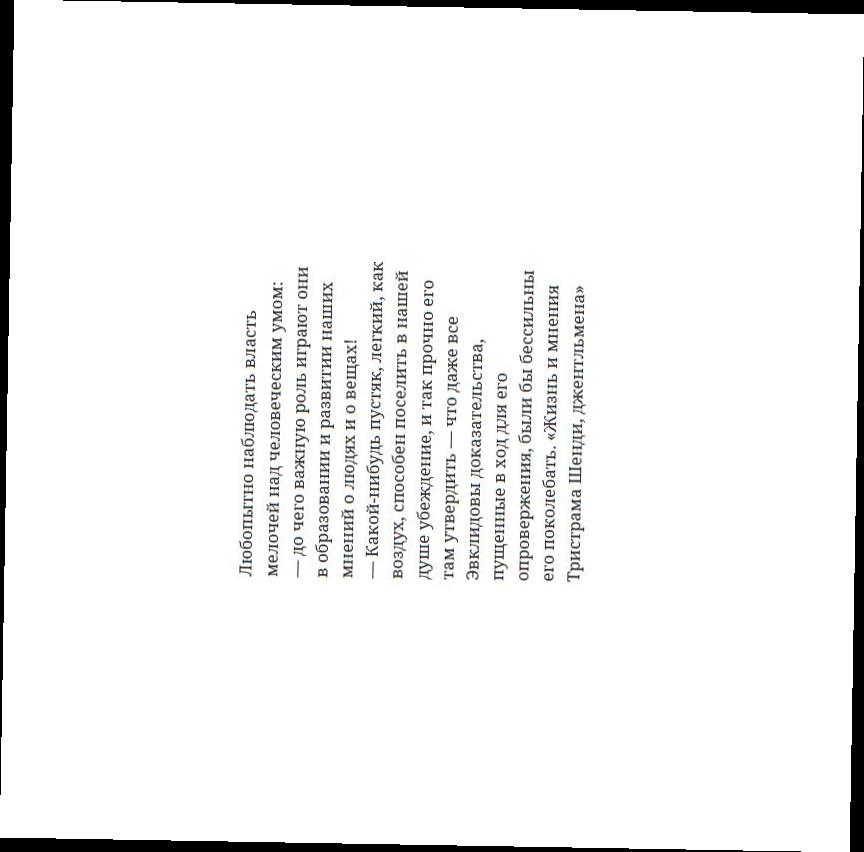 Любопытно наблюдать власть
мелочей над человеческим умом:
— до чего важную роль играют они
в образовании и развитии наших
мнений о людях и о вещах!
— Какой-нибудь пустяк, легкий, как
воздух, способен поселить в нашей
душе убеждение, и так прочно его
там утвердить — что даже все
Эвклидовы доказательства,
пущенные в ход для его
опровержения, были бы бессильны
его поколебать. «Жизнь и мнения
Тристрама Шенди, джентльмена»